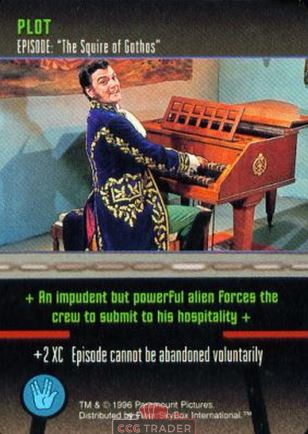 PLOT
EPISODE: "The Squire of Gothos"
+ An impudent but powerful alien forces the
crew to submit to his hospitality +
+2 XC Episode cannot be abandoned voluntarily
TM & © 1996 Paramount Pictures.
Distributed by SkyBox International.™
CCG TRADER